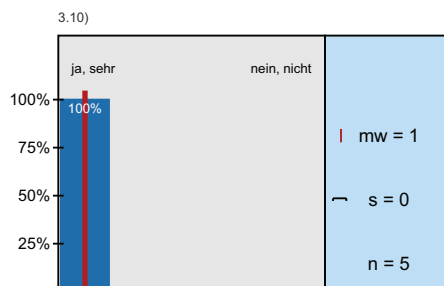 3.10)
ja, sehr nein, nicht
100%
100%
75%
mw = 1
50%
s = 0
25%
n = 5